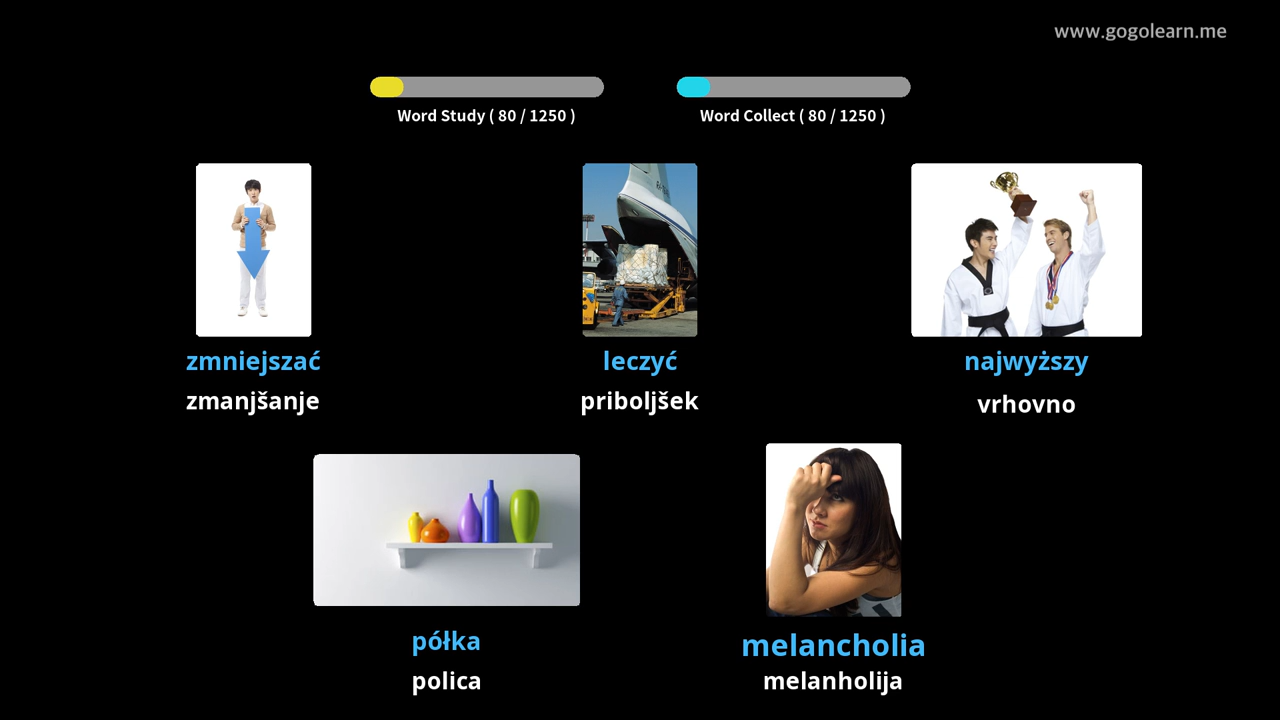 www.gogolearn.me
Word Study ( 80 / 1250 )
Word Collect ( 80 / 1250 )
zmniejszać
zmanjšanje
leczyć
priboljšek
najwyższy
vrhovno
półka
polica
melancholia
melanholija